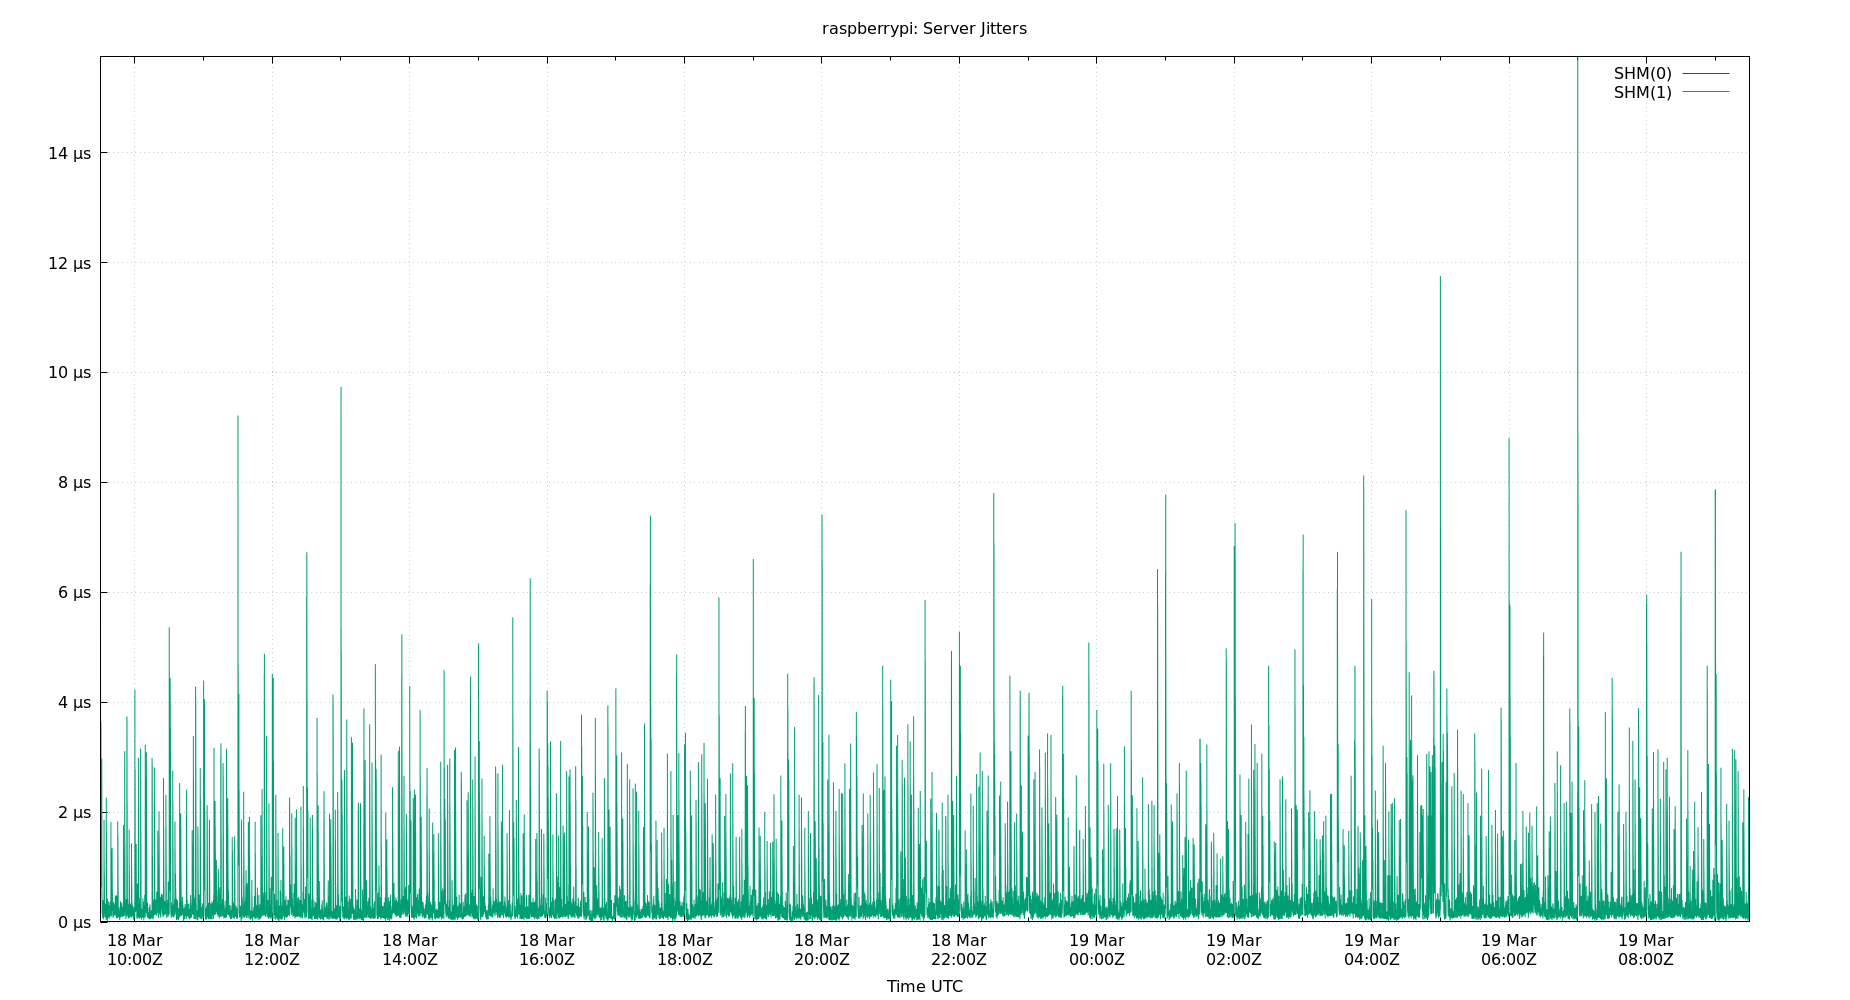 raspberrypi: Server Jitters
SHM(0)
SHM(1)
14 µs
12 µs
10 µs
8 µs
6 µs
4 µs
2 µs
0 µs
18 Mar 18 Mar 18 Mar 18 Mar 18 Mar 18 Mar 18 Mar 19 Mar 19 Mar 19 Mar 19 Mar 19 Mar
10:00Z 12:00Z 14:00Z 16:00Z 18:00Z 20:00Z 22:00Z 00:00Z 02:00Z 04:00Z 06:00Z 08:00Z
Time UTC